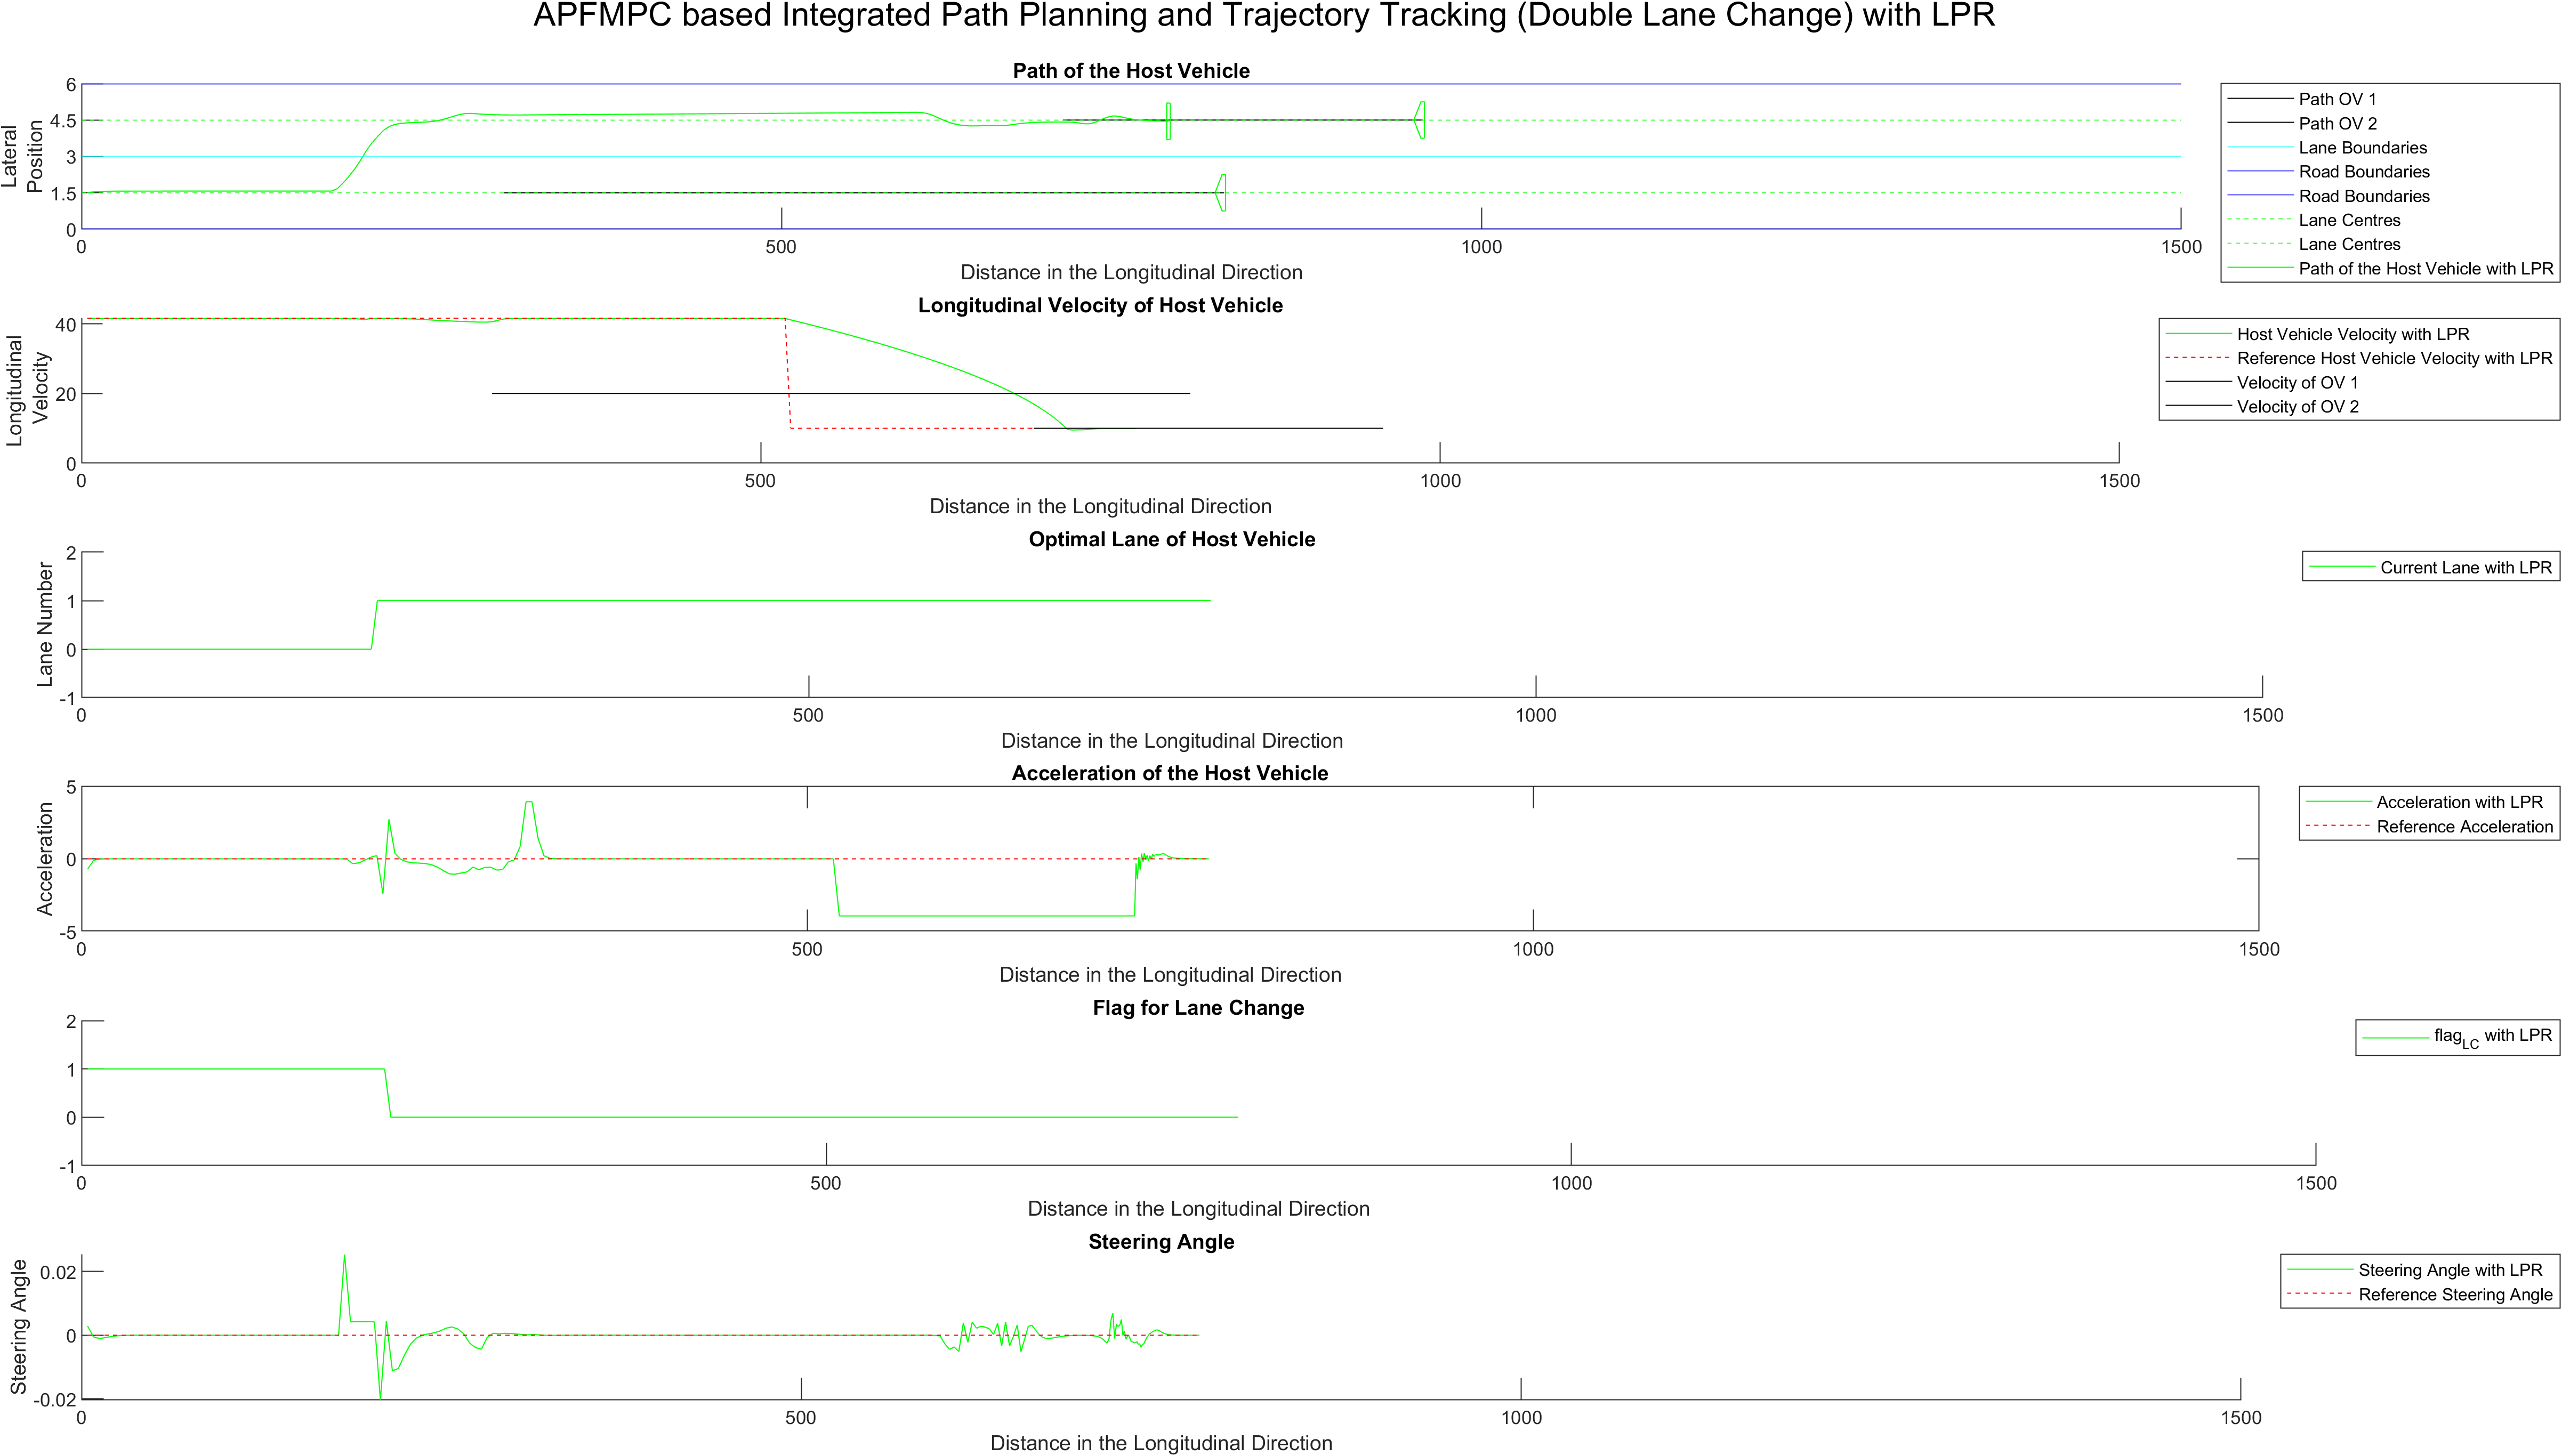 APFMPC based Integrated Path Planning and Trajectory Tracking (Double Lane Change) with LPR
Path of the Host Vehicle
Lateral
Position
6
4.5
3
1.5
0
0
500
1000
1500
Distance in the Longitudinal Direction
Path OV 1
Path OV 2
Lane Boundaries
Road Boundaries
Road Boundaries
Lane Centres
Lane Centres
Path of the Host Vehicle with LPR
Longitudinal Velocity of Host Vehicle
Longitudinal
Velocity
40
20
0
0
500
1000
1500
Distance in the Longitudinal Direction
Host Vehicle Velocity with LPR
Reference Host Vehicle Velocity with LPR
Velocity of OV 1
Velocity of OV 2
Optimal Lane of Host Vehicle
Lane Number
2
1
0
-1
0
500
1000
1500
Distance in the Longitudinal Direction
Current Lane with LPR
Acceleration of the Host Vehicle
Acceleration
5
0
-5
0
500
1000
1500
Distance in the Longitudinal Direction
Acceleration with LPR
Reference Acceleration
Flag for Lane Change
2
1
0
-1
0
500
1000
1500
Distance in the Longitudinal Direction
flag_LC with LPR
Steering Angle
Steering Angle
0.02
0
-0.02
0
500
1000
1500
Distance in the Longitudinal Direction
Steering Angle with LPR
Reference Steering Angle